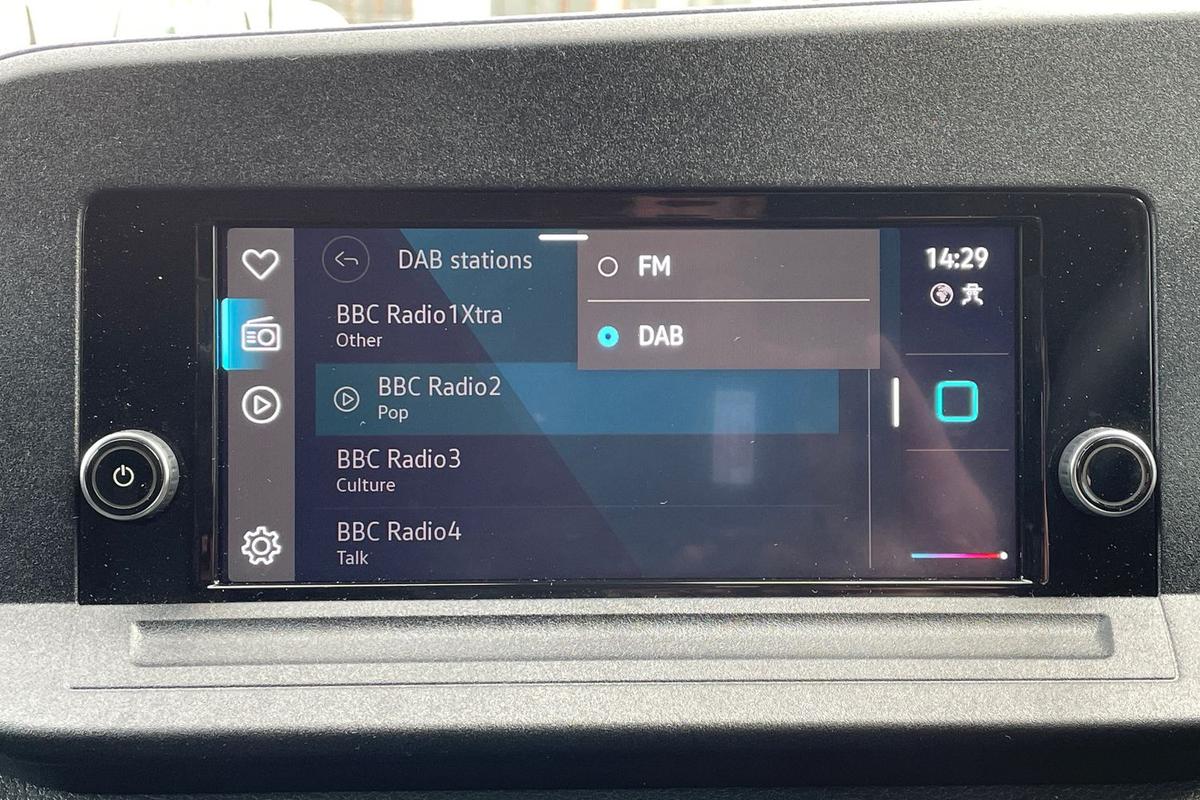 DAB stations
FM
14:29
DAB
BBC Radio1Xtra
Other
BBC Radio2
Pop
BBC Radio3
Culture
BBC Radio4
Talk